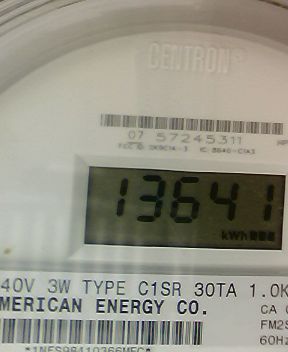 CENTRON®
07 57245311
13641
kWh
40V 3W TYPE C1SR 30TA 1.0K
MERICAN ENERGY CO.
CA
FM2S
60Hz